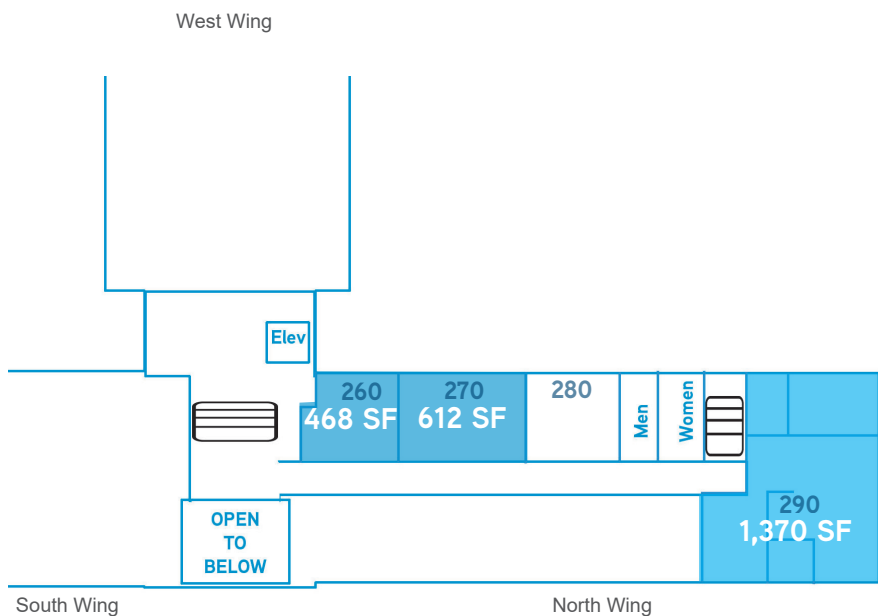 West Wing
Elev
260
468 SF
270
612 SF
280
Men
Women
290
1,370 SF
OPEN
TO
BELOW
South Wing
North Wing